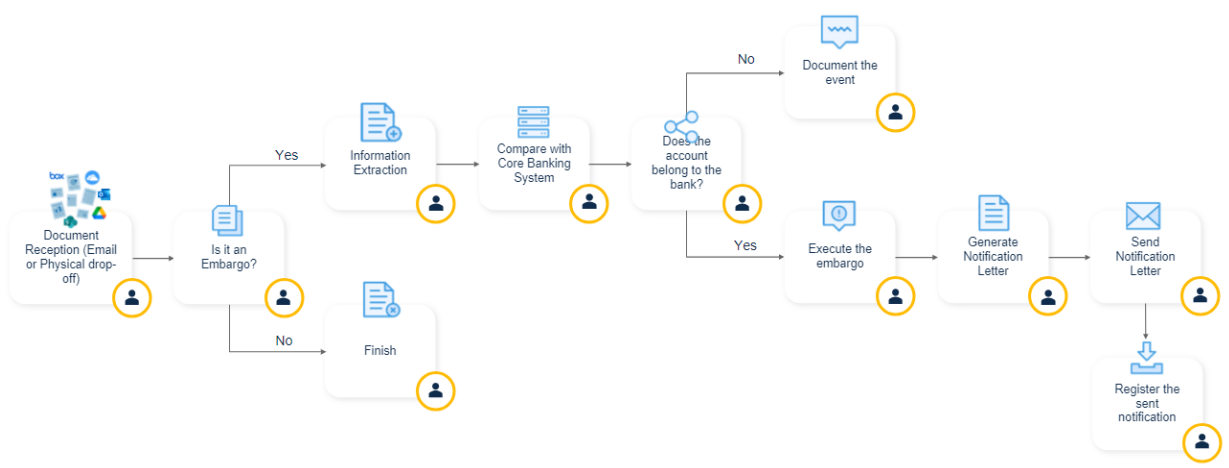 No
Document the
event
Yes
Information
Extraction
Compare with
Core Banking
System
Does the
account
belong to the
bank?
box
Document
Reception (Email
or Physical drop-
off)
Is it an
Embargo?
Yes
Execute the
embargo
Generate
Notification
Letter
Send
Notification
Letter
No
Finish
Register the
sent
notification